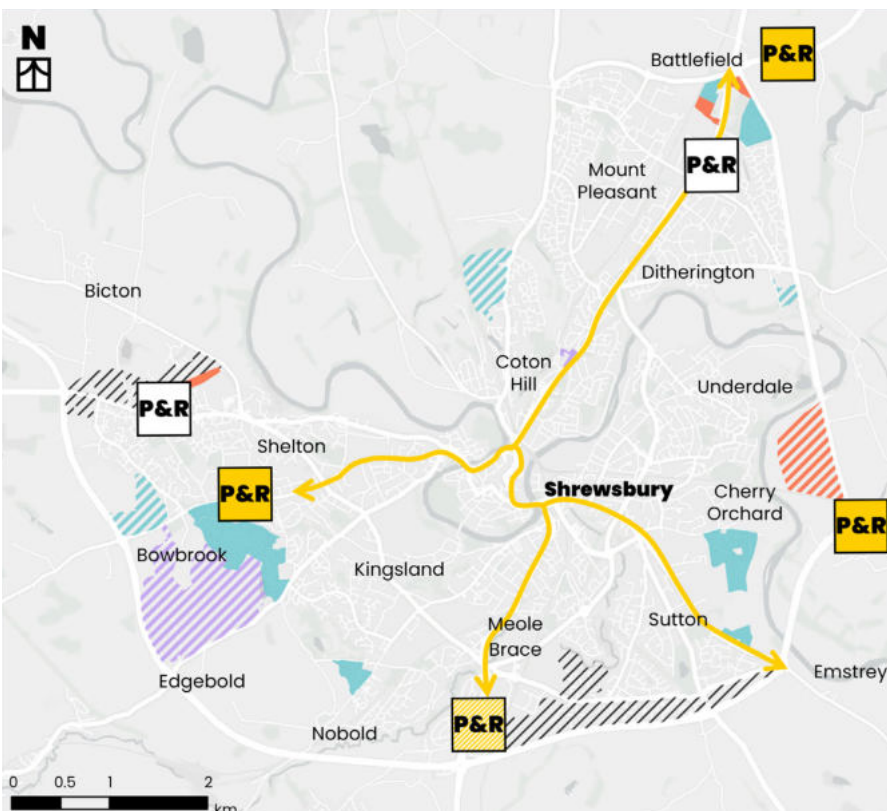 N
Battlefield
P&R
P&R
Mount
Pleasant
Ditherington
Bicton
Coton
Hill
Underdale
P&R
Shelton
P&R
Shrewsbury
Cherry
Orchard
P&R
Bowbrook
Kingsland
Meole
Brace
Sutton
Edgebold
Emstrey
Nobold
P&R
0 0.5 1 2
km